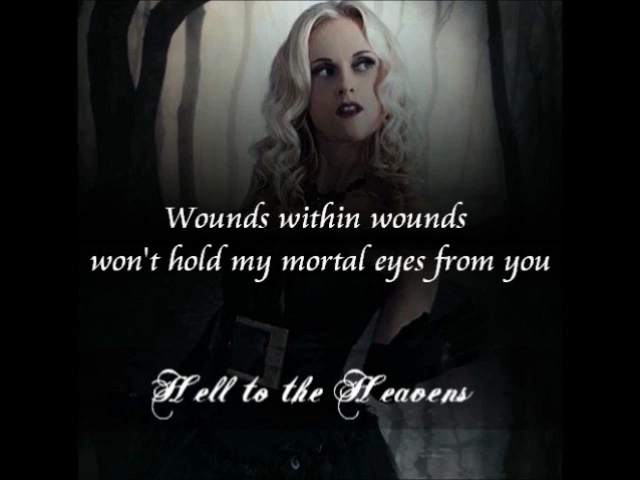 Wounds within wounds
won't hold my mortal eyes from you
Hell to the Heavens